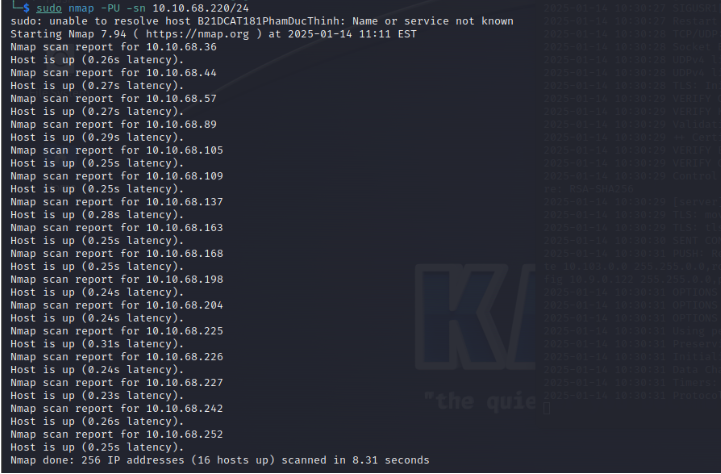 └─$ sudo nmap -PU -sn 10.10.68.220/24
sudo: unable to resolve host B21DCAT181PhamDucThinh: Name or service not known
Starting Nmap 7.94 ( https://nmap.org ) at 2025-01-14 11:11 EST
Nmap scan report for 10.10.68.36
Host is up (0.26s latency).
Nmap scan report for 10.10.68.44
Host is up (0.27s latency).
Nmap scan report for 10.10.68.57
Host is up (0.27s latency).
Nmap scan report for 10.10.68.89
Host is up (0.29s latency).
Nmap scan report for 10.10.68.105
Host is up (0.25s latency).
Nmap scan report for 10.10.68.109
Host is up (0.25s latency).
Nmap scan report for 10.10.68.137
Host is up (0.28s latency).
Nmap scan report for 10.10.68.163
Host is up (0.25s latency).
Nmap scan report for 10.10.68.168
Host is up (0.25s latency).
Nmap scan report for 10.10.68.198
Host is up (0.24s latency).
Nmap scan report for 10.10.68.204
Host is up (0.24s latency).
Nmap scan report for 10.10.68.225
Host is up (0.31s latency).
Nmap scan report for 10.10.68.226
Host is up (0.24s latency).
Nmap scan report for 10.10.68.227
Host is up (0.23s latency).
Nmap scan report for 10.10.68.242
Host is up (0.26s latency).
Nmap scan report for 10.10.68.252
Host is up (0.25s latency).
Nmap done: 256 IP addresses (16 hosts up) scanned in 8.31 seconds
"the quie